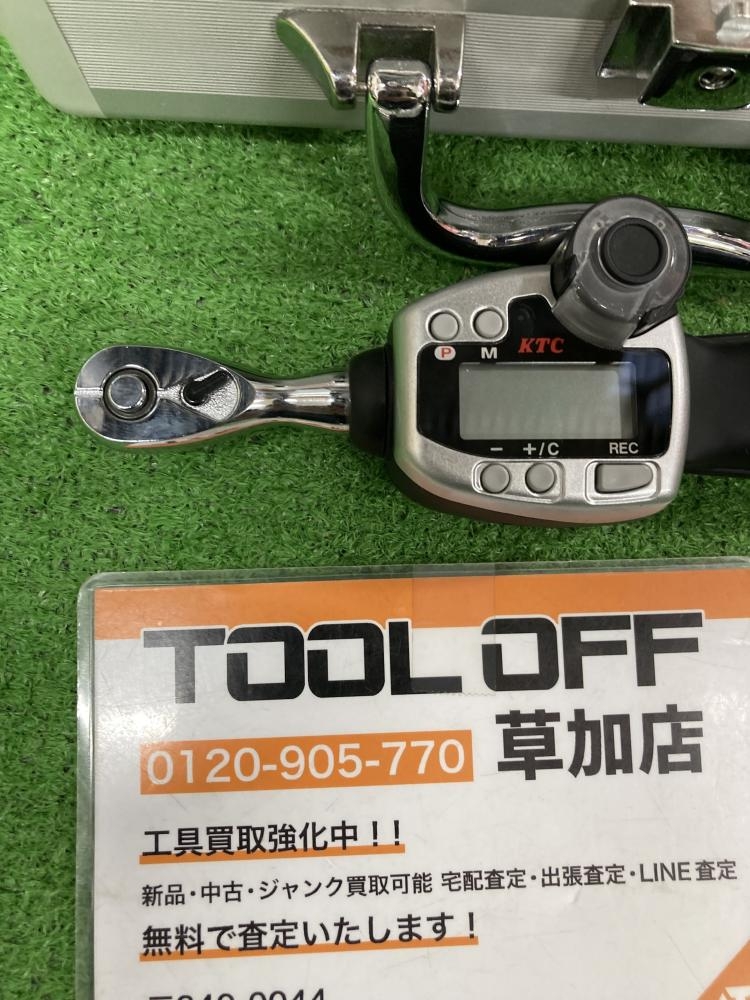 P M KTC
− +/C REC
TOOL OFF
0120-905-770 草加店
工具買取強化中!!
新品・中古・ジャンク買取可能 宅配査定・出張査定・LINE査定
無料で査定いたします!
〒340-0044